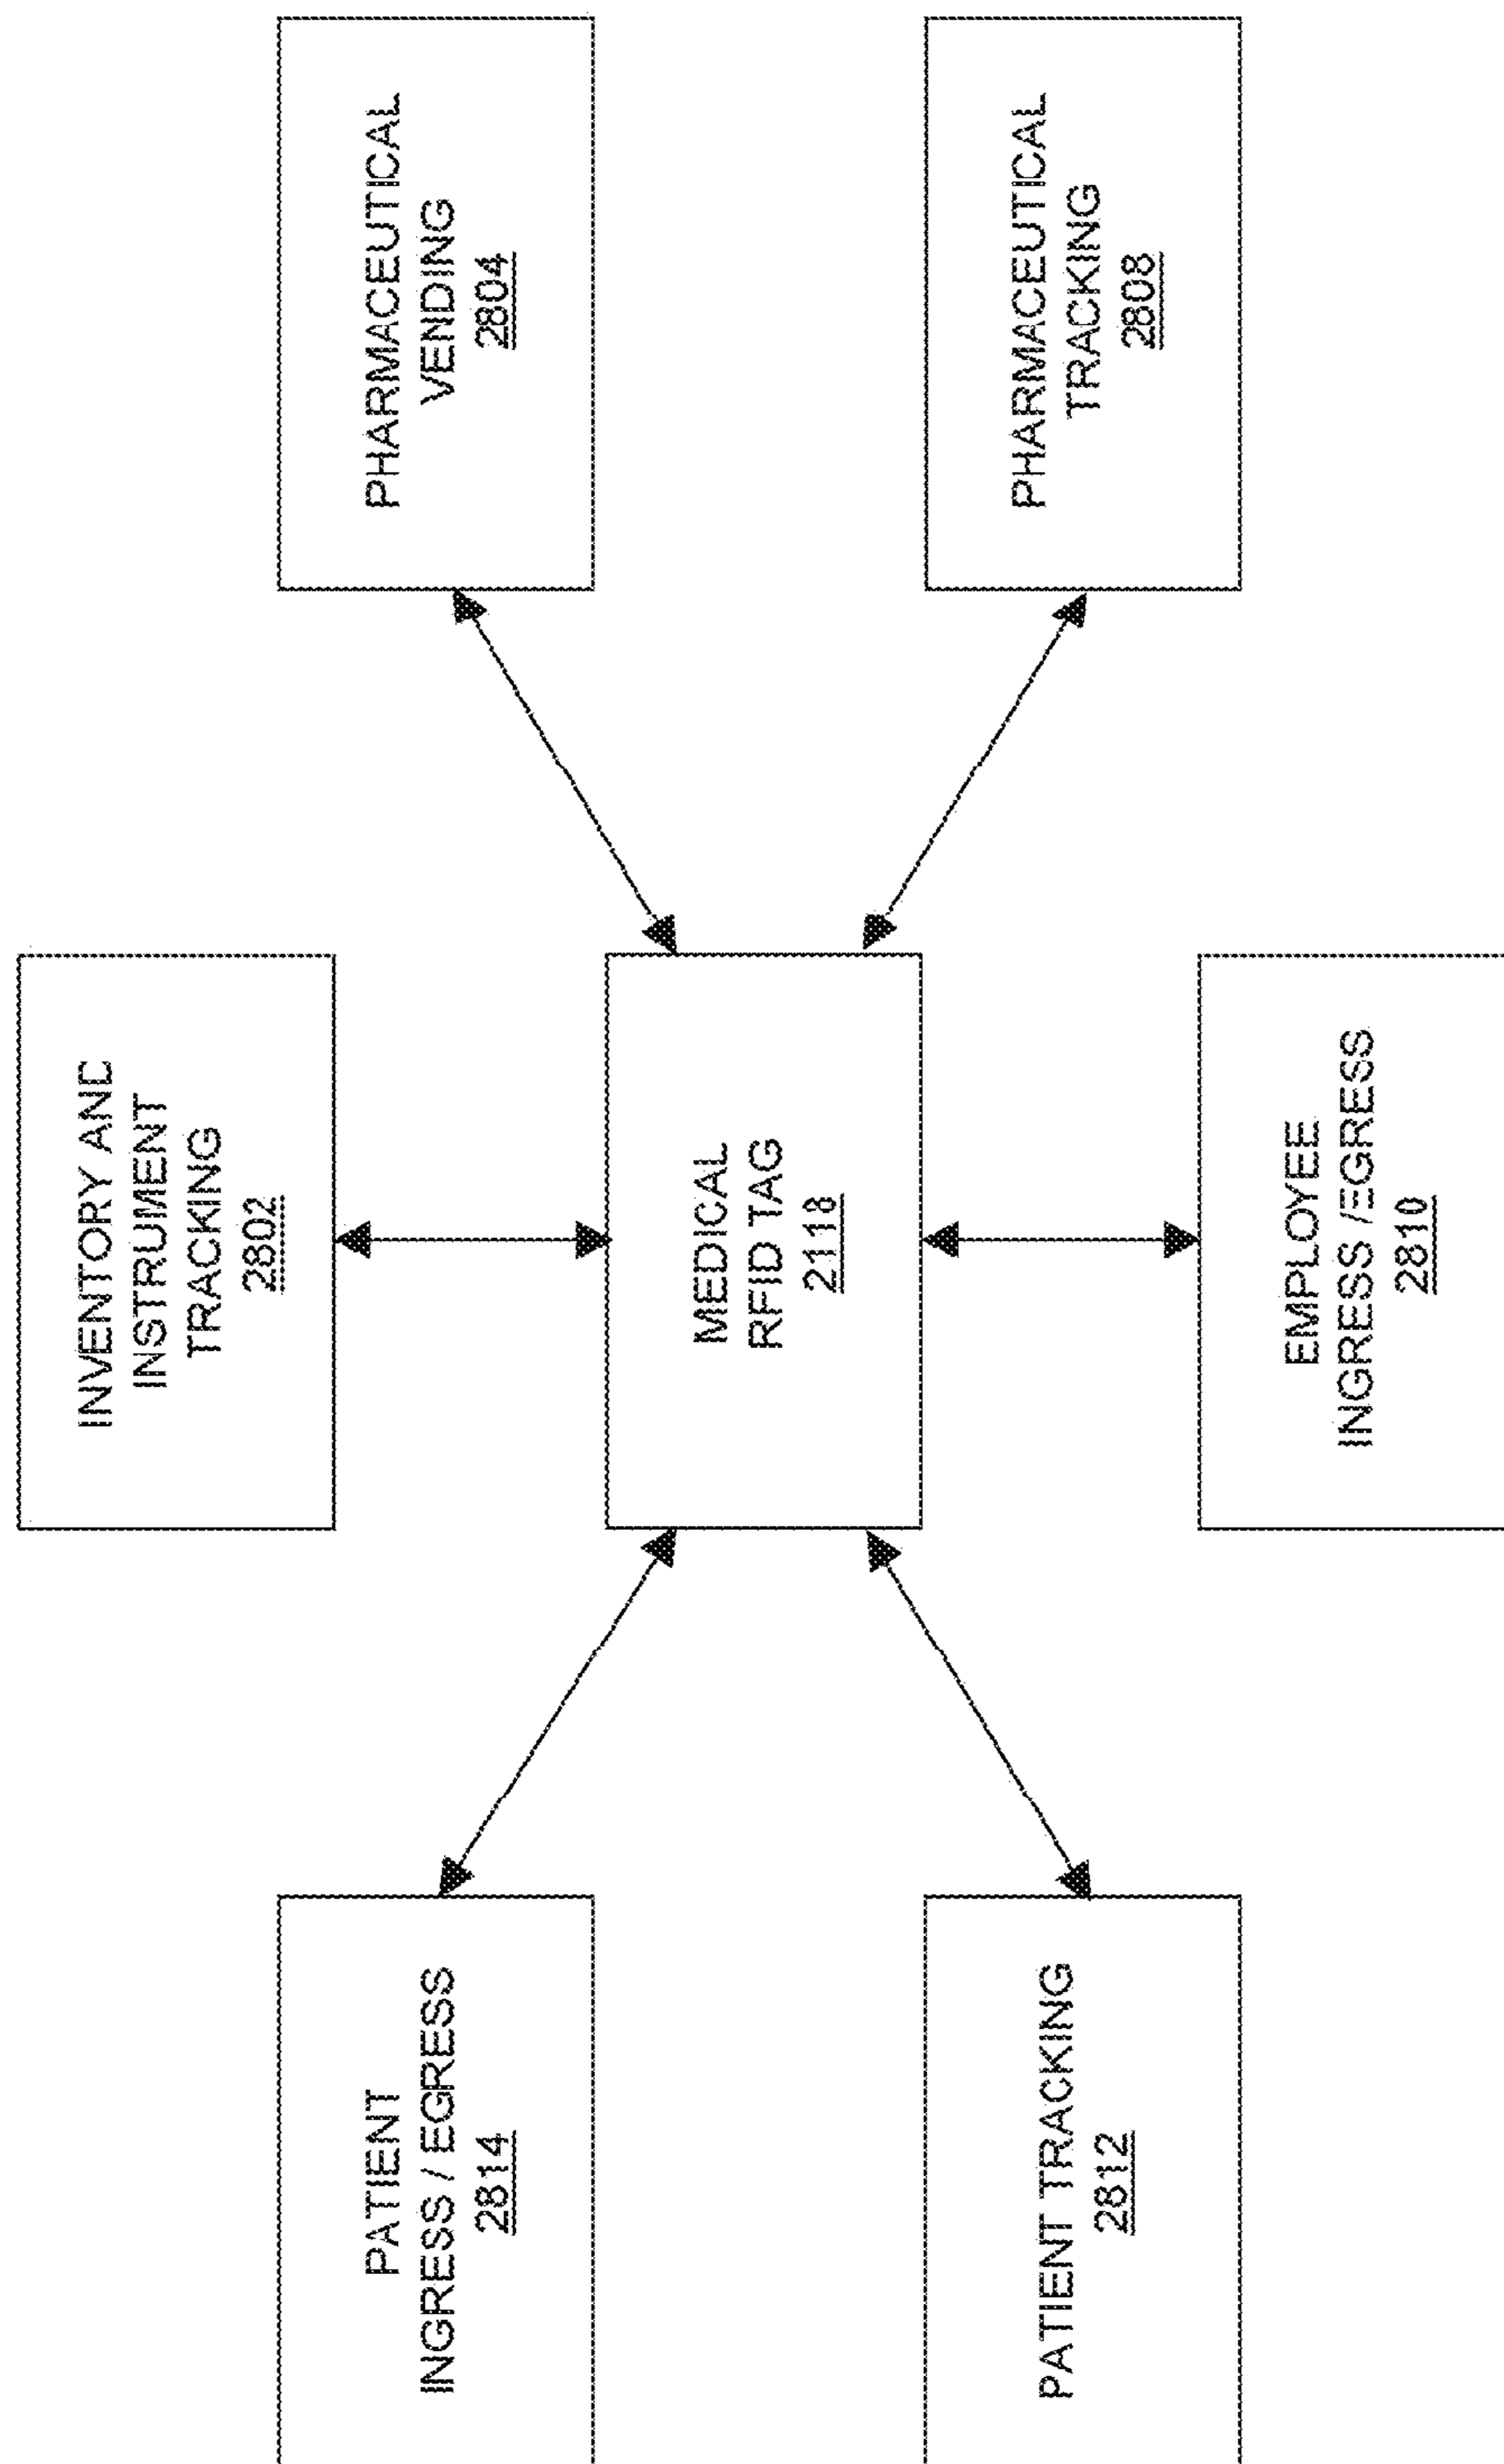 INVENTORY AND
INSTRUMENT
TRACKING
2802
PATIENT
INGRESS / EGRESS
2814
PHARMACEUTICAL
VENDING
2804
MEDICAL
RFID TAG
2118
PATIENT TRACKING
2812
PHARMACEUTICAL
TRACKING
2808
EMPLOYEE
INGRESS /EGRESS
2810